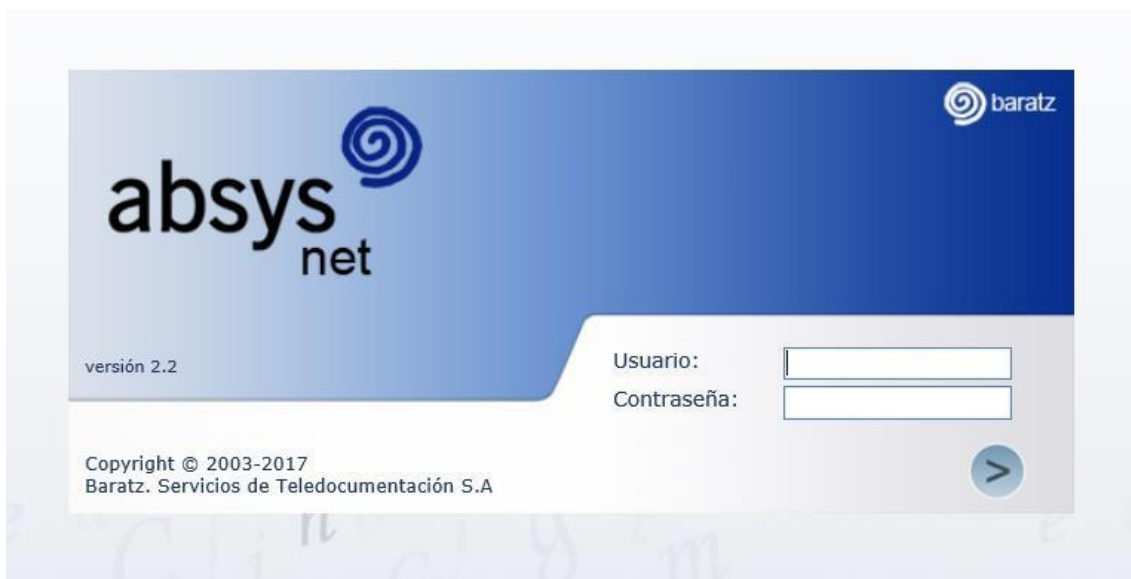 baratz
absys
net
versión 2.2
Usuario:
Contraseña:
Copyright © 2003-2017
Baratz. Servicios de Teledocumentación S.A
>